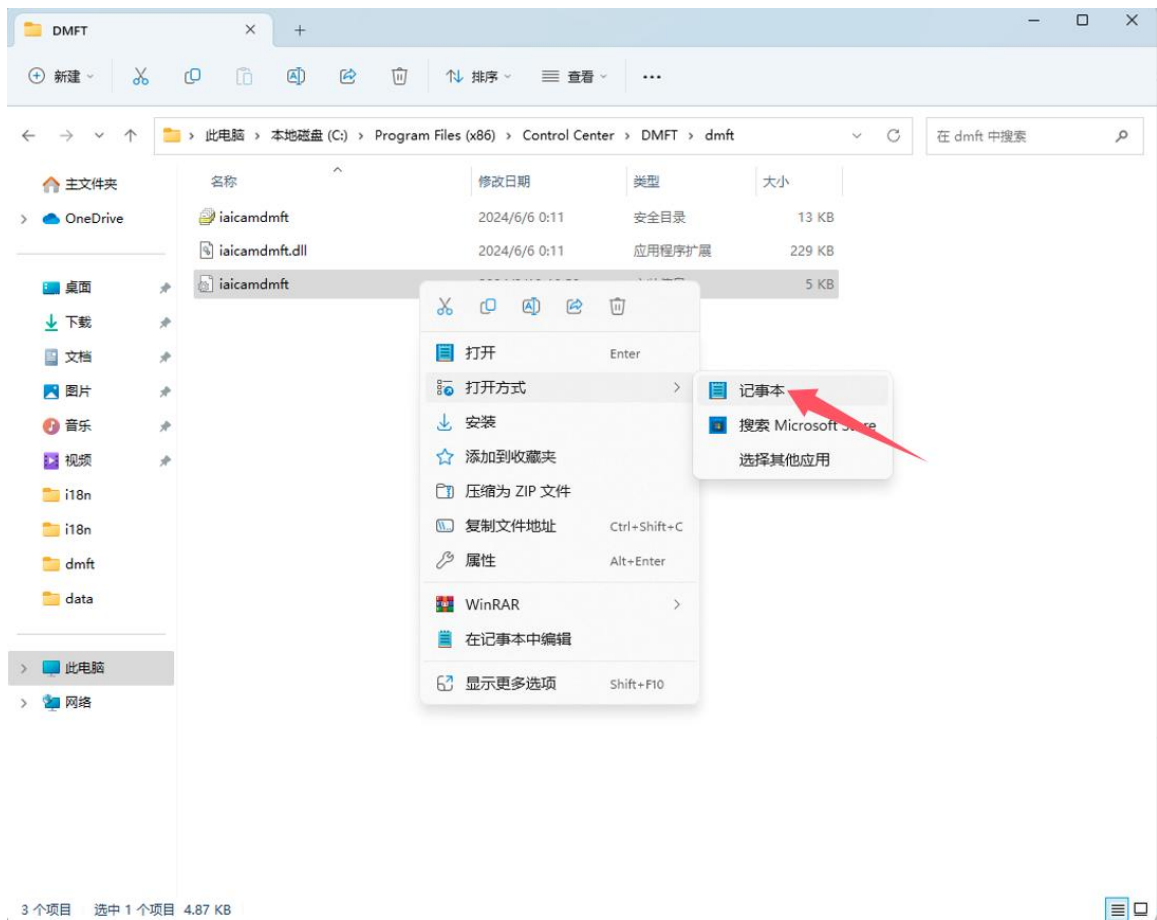 DMFT
新建
排序
查看
此电脑 > 本地磁盘 (C:) > Program Files (x86) > Control Center > DMFT > dmft
在 dmft 中搜索
主文件夹
OneDrive
桌面
下载
文档
图片
音乐
视频
i18n
i18n
dmft
data
此电脑
网络
名称 修改日期 类型 大小
iaicamdmft 2024/6/6 0:11 安全目录 13 KB
iaicamdmft.dll 2024/6/6 0:11 应用程序扩展 229 KB
iaicamdmft 5 KB
打开 Enter
打开方式
安装
添加到收藏夹
压缩为 ZIP 文件
复制文件地址 Ctrl+Shift+C
属性 Alt+Enter
WinRAR
在记事本中编辑
显示更多选项 Shift+F10
记事本
搜索 Microsoft
选择其他应用
3 个项目 选中 1 个项目 4.87 KB